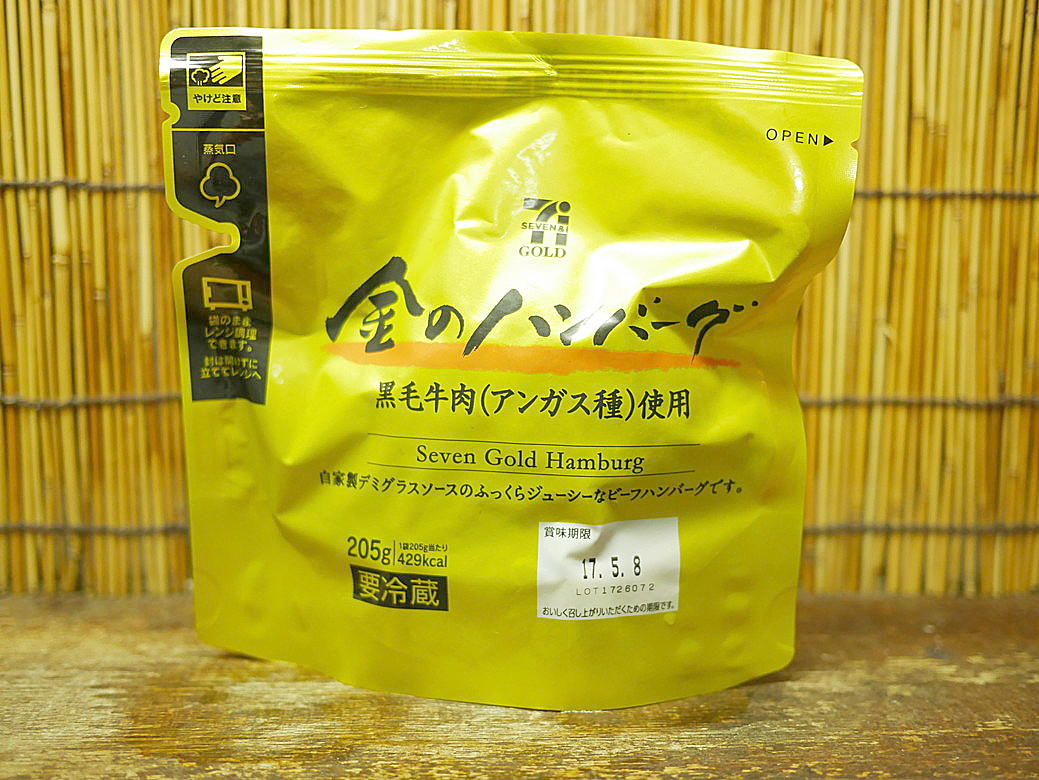 やけど注意
蒸気口
OPEN▶
SEVEN&i
GOLD
金のハンバーグ
袋のまま
レンジ調理
できます。
封は開けずに
立ててレンジへ
黒毛牛肉(アンガス種)使用
Seven Gold Hamburg
自家製デミグラスソースのふっくらジューシーなビーフハンバーグです。
205g
1袋205g当たり
429kcal
要冷蔵
賞味期限
17.5.8
LOT1726072
おいしく召し上がりいただくための期限です。